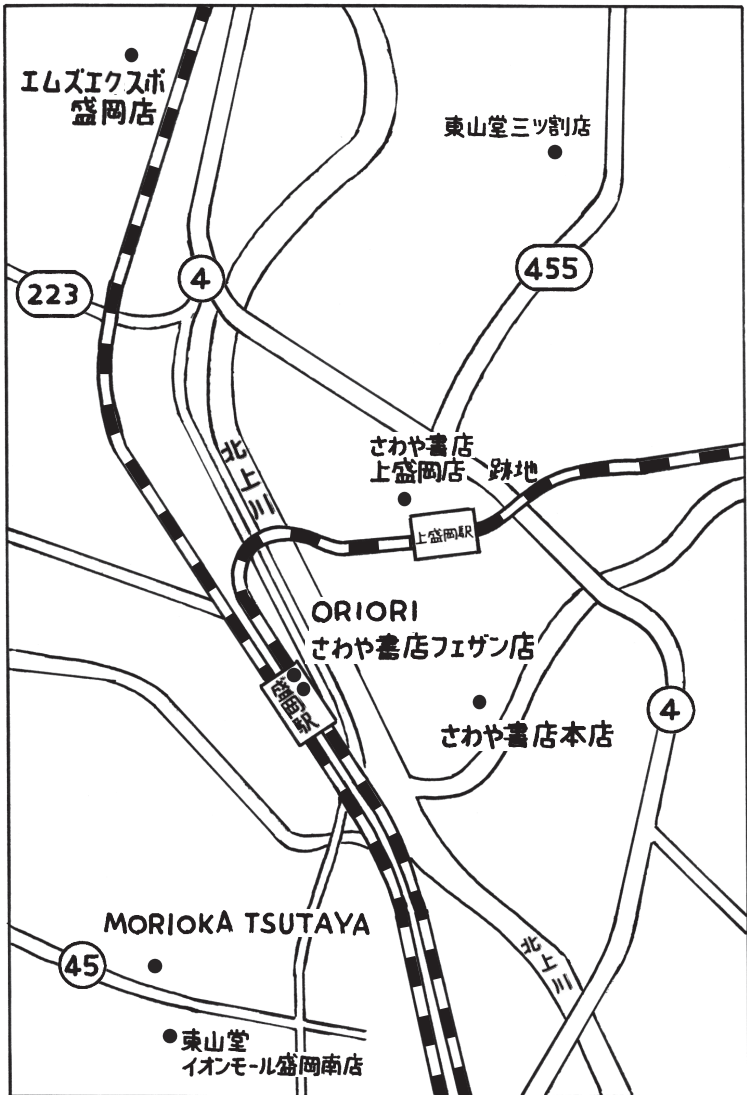 エムズエクスポ
盛岡店
東山堂三ツ割店
4
455
223
北上川
さわや書店
上盛岡店 跡地
上盛岡駅
ORIORI
さわや書店フェザン店
盛岡駅
4
さわや書店本店
MORIOKA TSUTAYA
北上川
45
東山堂
イオンモール盛岡南店